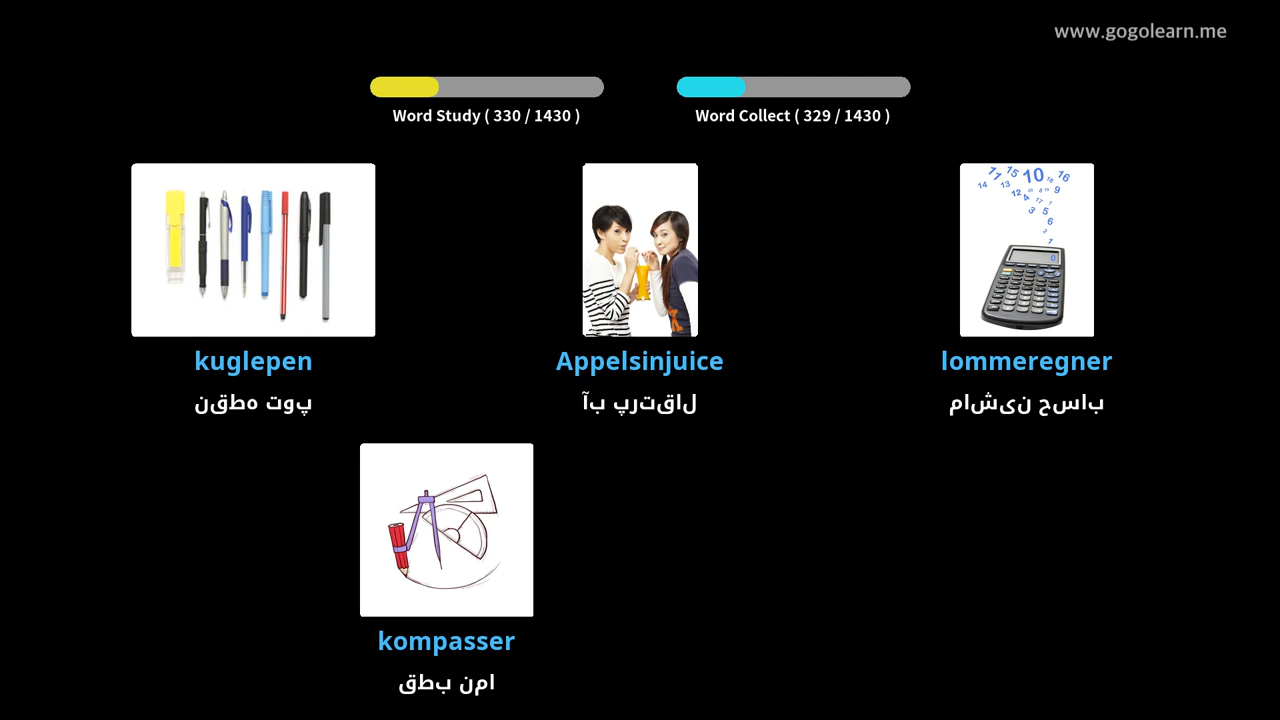 www.gogolearn.me
Word Study ( 330 / 1430 )
Word Collect ( 329 / 1430 )
kuglepen
پوت هطقن
Appelsinjuice
لاقترپ بآ
lommeregner
باسح نیشام
kompasser
امن بطق